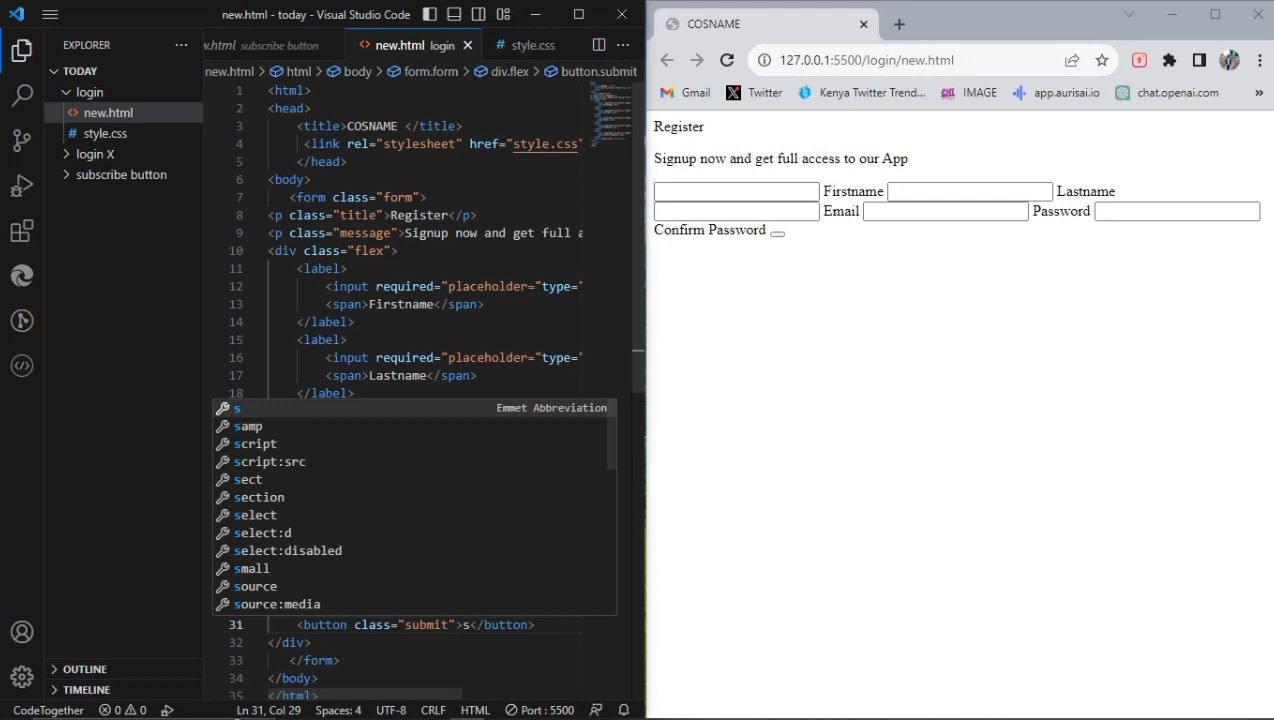 new.html - today - Visual Studio Code
EXPLORER
TODAY
login
new.html
style.css
login X
subscribe button
OUTLINE
TIMELINE
w.html subscribe button
new.html login
style.css
new.html > html > body > form.form > div.flex > button.submit
1 <html>
2 <head>
3 <title>COSNAME </title>
4 <link rel="stylesheet" href="style.css"
5 </head>
6 <body>
7 <form class="form">
8 <p class="title">Register</p>
9 <p class="message">Signup now and get full a
10 <div class="flex">
11 <label>
12 <input required="placeholder="type="
13 <span>Firstname</span>
14 </label>
15 <label>
16 <input required="placeholder="type="
17 <span>Lastname</span>
18 </label>
s Emmet Abbreviation
samp
script
script:src
sect
section
select
select:d
select:disabled
small
source
source:media
31 <button class="submit">s</button>
32 </div>
33 </form>
34 </body>
35 </html>
CodeTogether 0 0 Ln 31, Col 29 Spaces: 4 UTF-8 CRLF HTML Port : 5500
COSNAME
127.0.0.1:5500/login/new.html
Gmail Twitter Kenya Twitter Trend... IMAGE app.aurisai.io chat.openai.com »
Register
Signup now and get full access to our App
Firstname Lastname
Email Password
Confirm Password